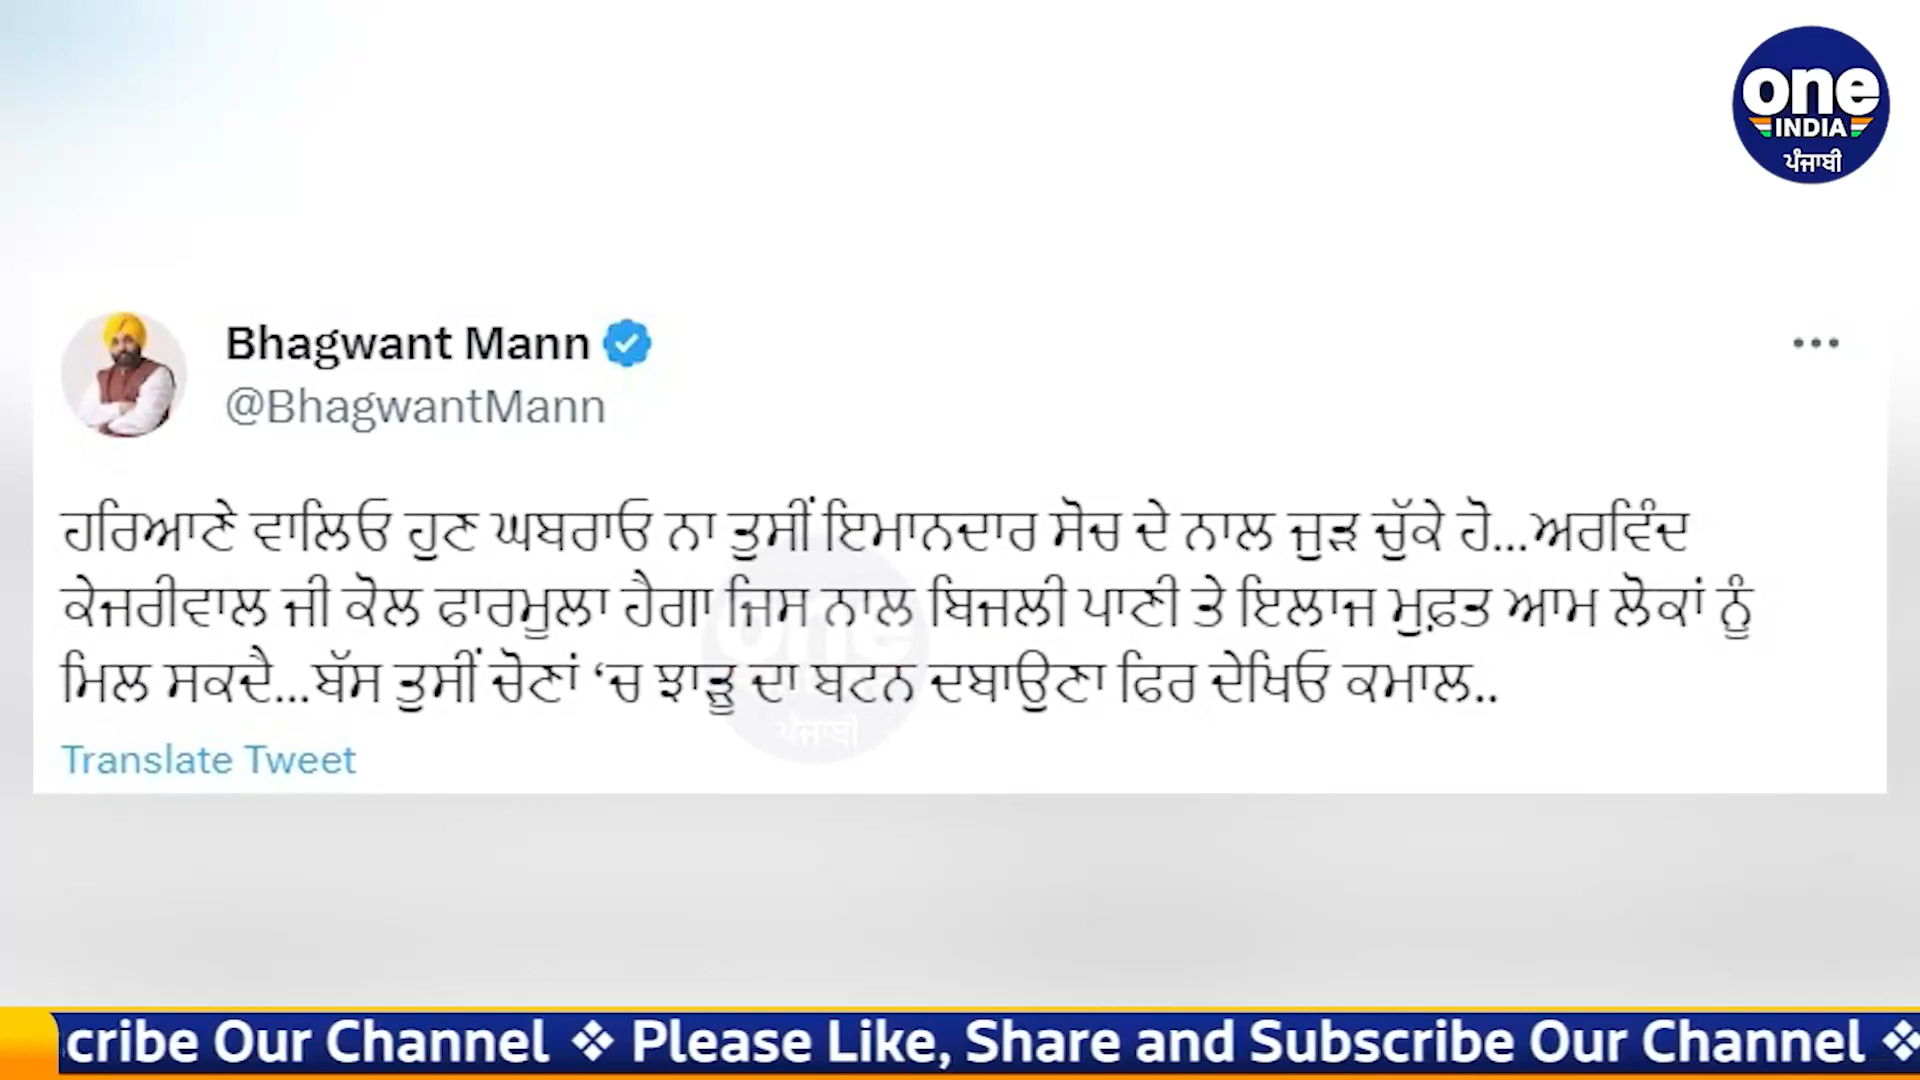 one
INDIA
ਪੰਜਾਬੀ
Bhagwant Mann
@BhagwantMann
ਹਰਿਆਣੇ ਵਾਲਿਓ ਹੁਣ ਘਬਰਾਓ ਨਾ ਤੁਸੀਂ ਇਮਾਨਦਾਰ ਸੋਚ ਦੇ ਨਾਲ ਜੁੜ ਚੁੱਕੇ ਹੋ...ਅਰਵਿੰਦ
ਕੇਜਰੀਵਾਲ ਜੀ ਕੋਲ ਫਾਰਮੂਲਾ ਹੈਗਾ ਜਿਸ ਨਾਲ ਬਿਜਲੀ ਪਾਣੀ ਤੇ ਇਲਾਜ ਮੁਫ਼ਤ ਆਮ ਲੋਕਾਂ ਨੂੰ
ਮਿਲ ਸਕਦੈ...ਬੱਸ ਤੁਸੀਂ ਚੋਣਾਂ ‘ਚ ਝਾੜੂ ਦਾ ਬਟਨ ਦਬਾਉਣਾ ਫਿਰ ਦੇਖਿਓ ਕਮਾਲ..
one
ਪੰਜਾਬੀ
Translate Tweet
cribe Our Channel ❖ Please Like, Share and Subscribe Our Channel ❖